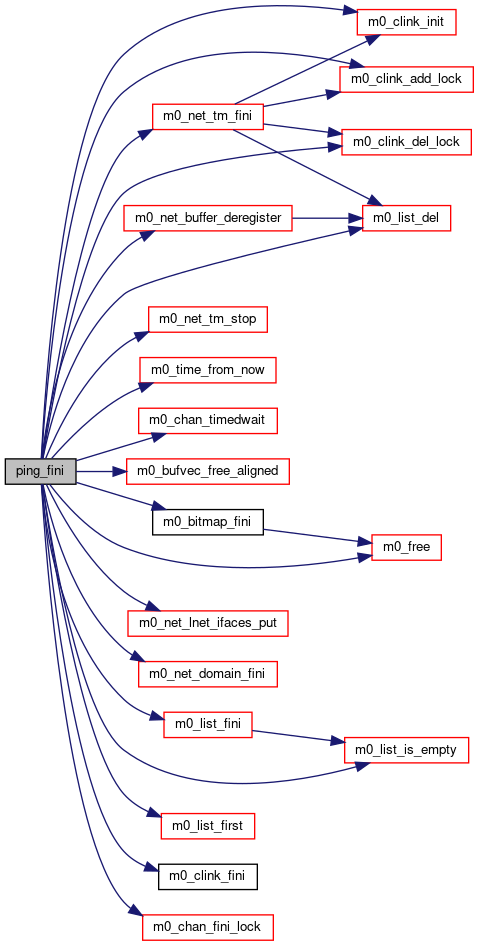 m0_clink_init
m0_clink_add_lock
m0_net_tm_fini
m0_clink_del_lock
m0_net_buffer_deregister
m0_list_del
m0_net_tm_stop
m0_time_from_now
m0_chan_timedwait
ping_fini
m0_bufvec_free_aligned
m0_bitmap_fini
m0_free
m0_net_lnet_ifaces_put
m0_net_domain_fini
m0_list_fini
m0_list_is_empty
m0_list_first
m0_clink_fini
m0_chan_fini_lock